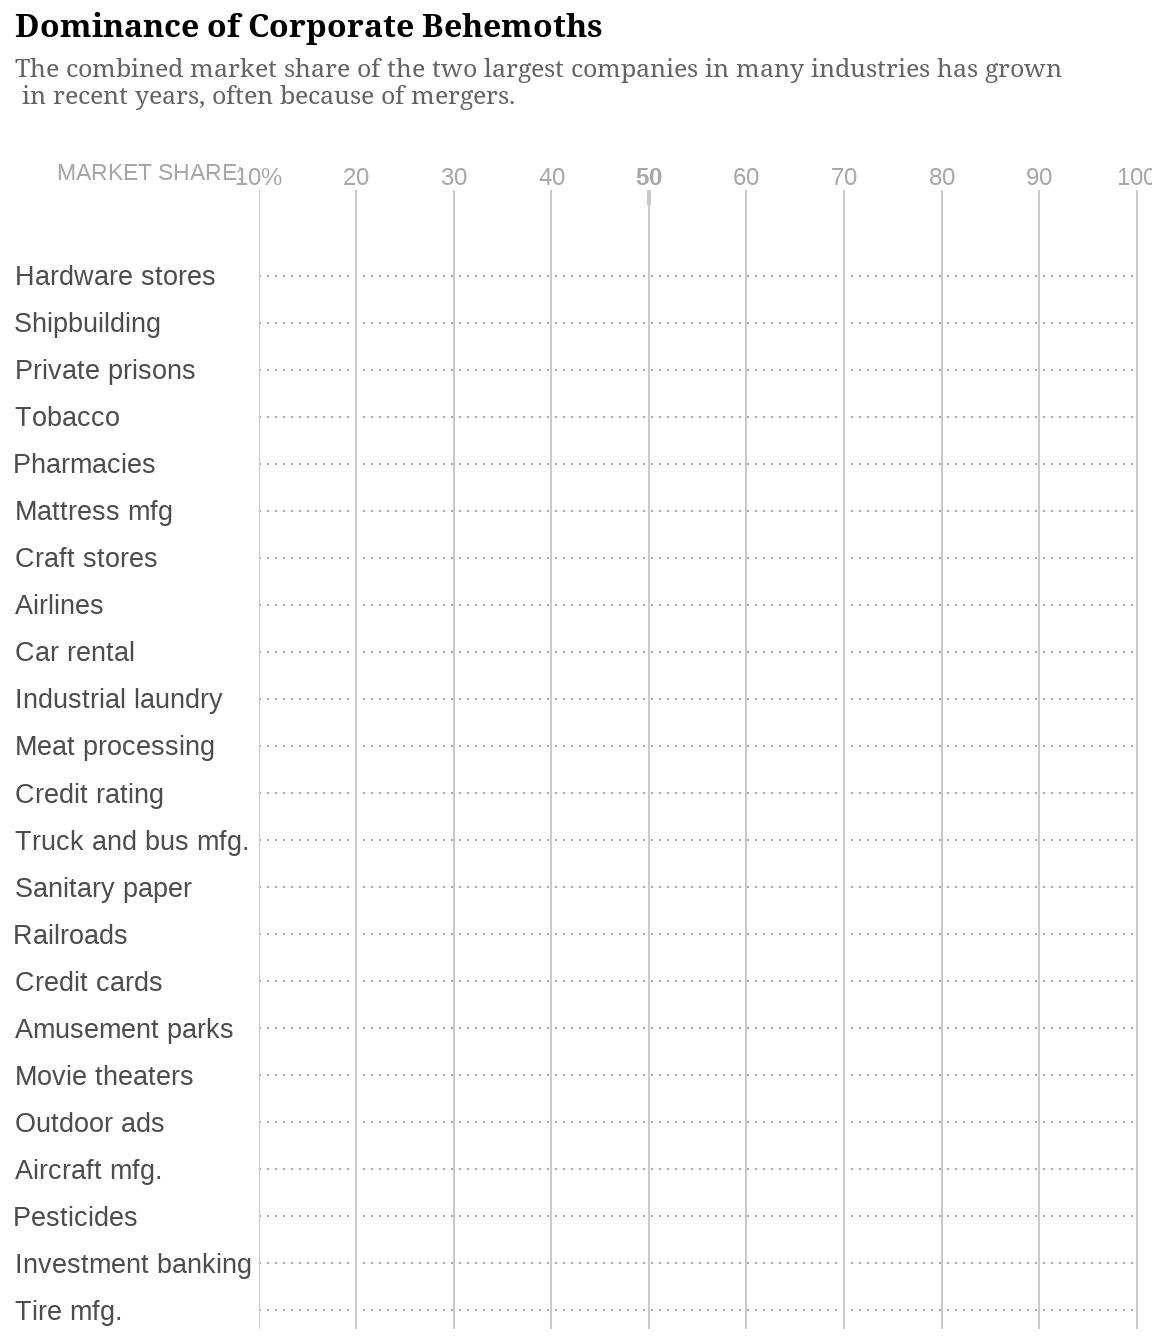 Dominance of Corporate Behemoths
The combined market share of the two largest companies in many industries has grown
in recent years, often because of mergers.
MARKET SHARE: 10% 20 30 40 50 60 70 80 90 100
Hardware stores
Shipbuilding
Private prisons
Tobacco
Pharmacies
Mattress mfg
Craft stores
Airlines
Car rental
Industrial laundry
Meat processing
Credit rating
Truck and bus mfg.
Sanitary paper
Railroads
Credit cards
Amusement parks
Movie theaters
Outdoor ads
Aircraft mfg.
Pesticides
Investment banking
Tire mfg.